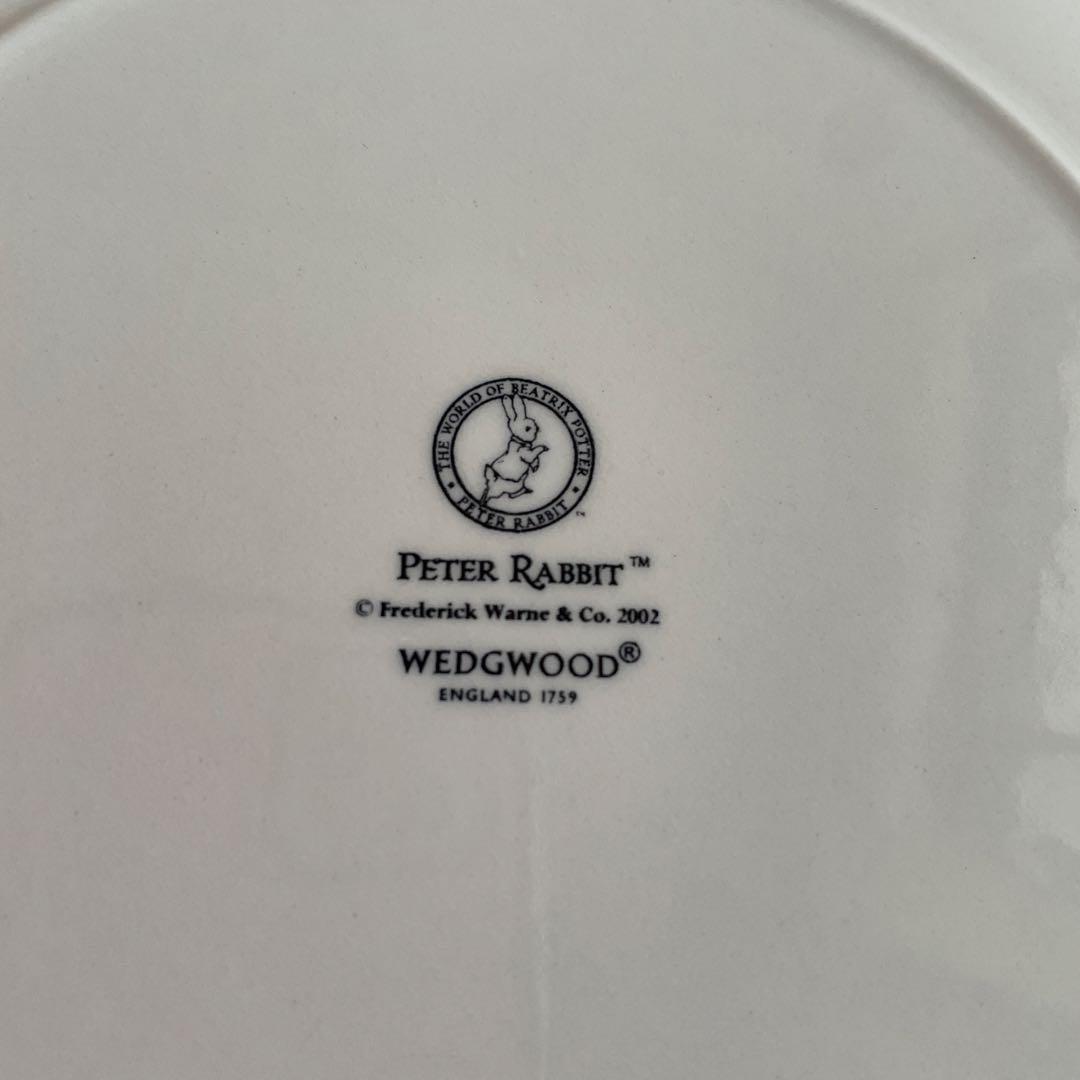 THE WORLD OF BEATRIX POTTER
PETER RABBIT ™
PETER RABBIT™
© Frederick Warne & Co. 2002
WEDGWOOD®
ENGLAND 1759